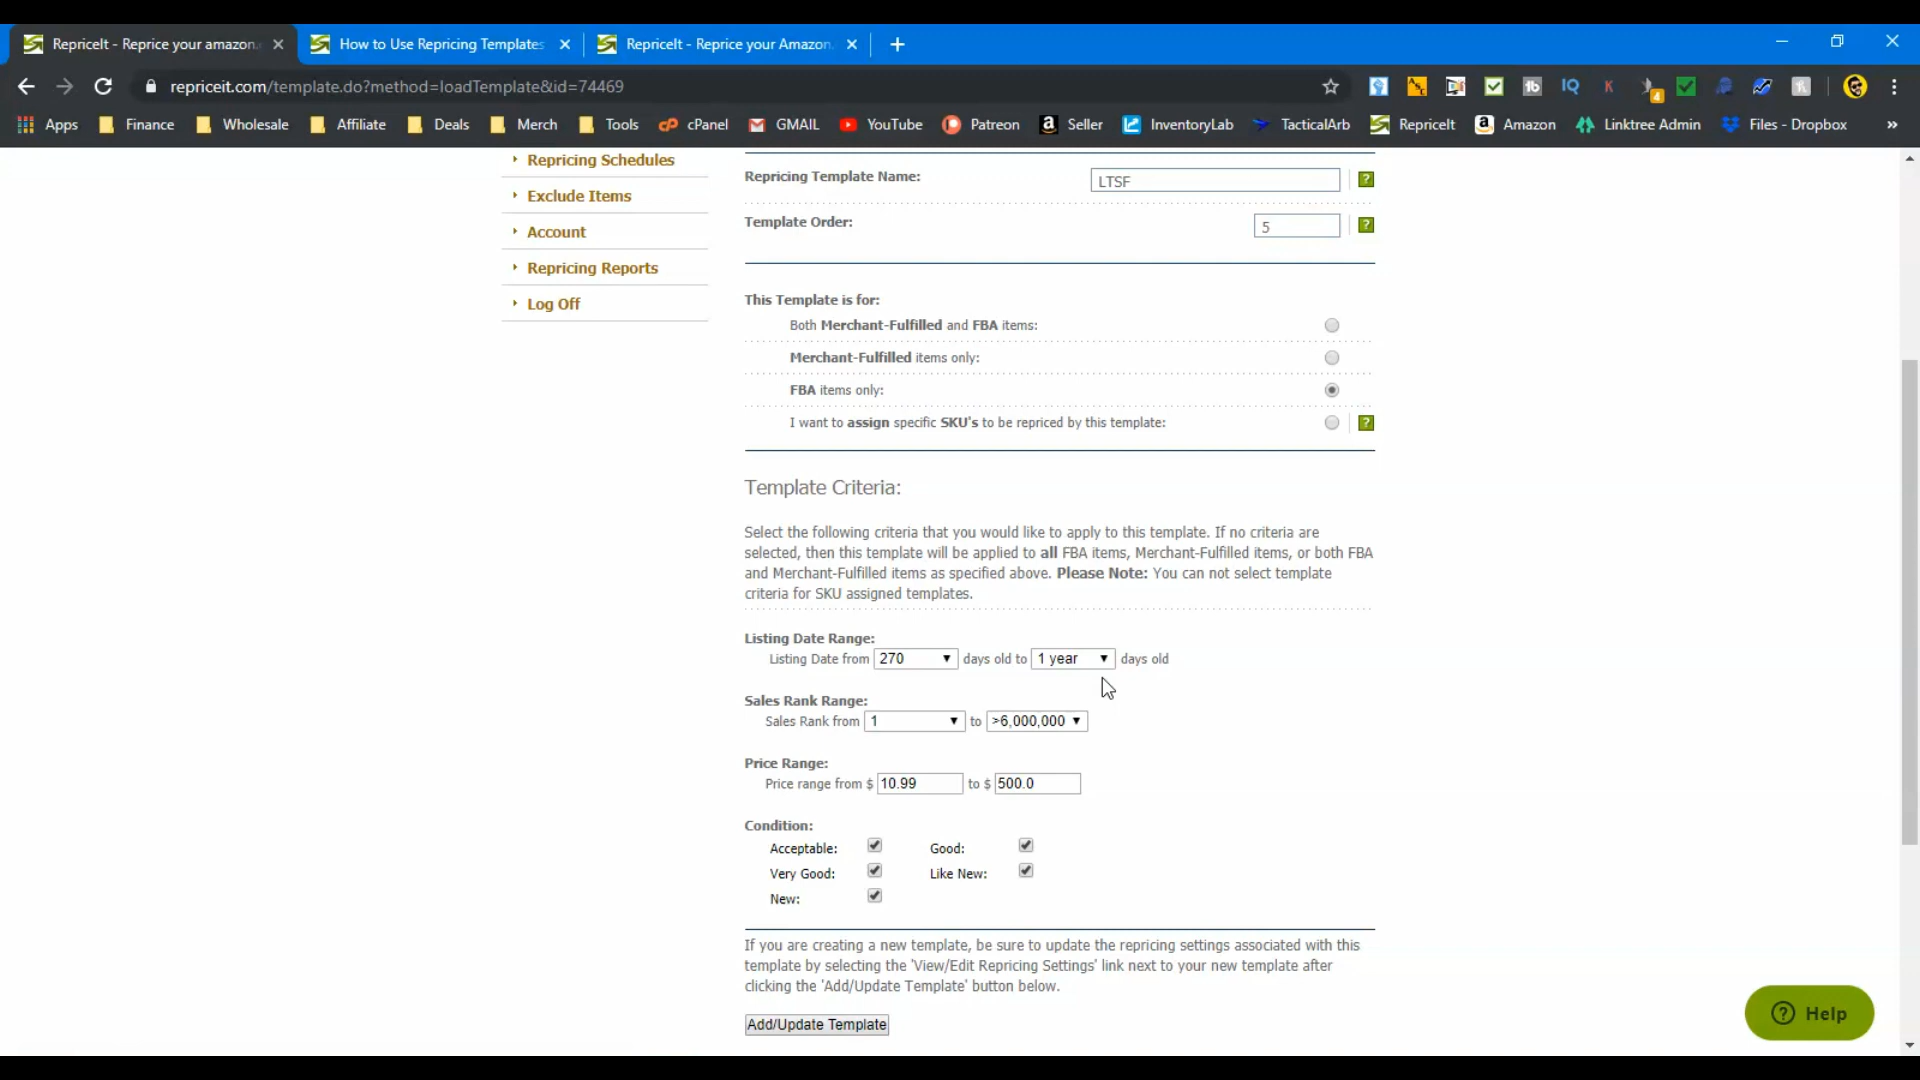 RepriceIt - Reprice your amazon.
How to Use Repricing Templates
RepriceIt - Reprice your Amazon.
repriceit.com/template.do?method=loadTemplate&id=74469
Apps Finance Wholesale Affiliate Deals Merch Tools cPanel GMAIL YouTube Patreon Seller InventoryLab TacticalArb RepriceIt Amazon Linktree Admin Files - Dropbox »
Repricing Schedules
Exclude Items
Account
Repricing Reports
Log Off
Repricing Template Name: LTSF ?
Template Order: 5 ?
This Template is for:
Both Merchant-Fulfilled and FBA items:
Merchant-Fulfilled items only:
FBA items only:
I want to assign specific SKU's to be repriced by this template: ?
Template Criteria:
Select the following criteria that you would like to apply to this template. If no criteria are
selected, then this template will be applied to all FBA items, Merchant-Fulfilled items, or both FBA
and Merchant-Fulfilled items as specified above. Please Note: You can not select template
criteria for SKU assigned templates.
Listing Date Range:
Listing Date from 270 days old to 1 year days old
Sales Rank Range:
Sales Rank from 1 to >6,000,000
Price Range:
Price range from $ 10.99 to $ 500.0
Condition:
Acceptable: Good:
Very Good: Like New:
New:
If you are creating a new template, be sure to update the repricing settings associated with this
template by selecting the 'View/Edit Repricing Settings' link next to your new template after
clicking the 'Add/Update Template' button below.
Add/Update Template
? Help